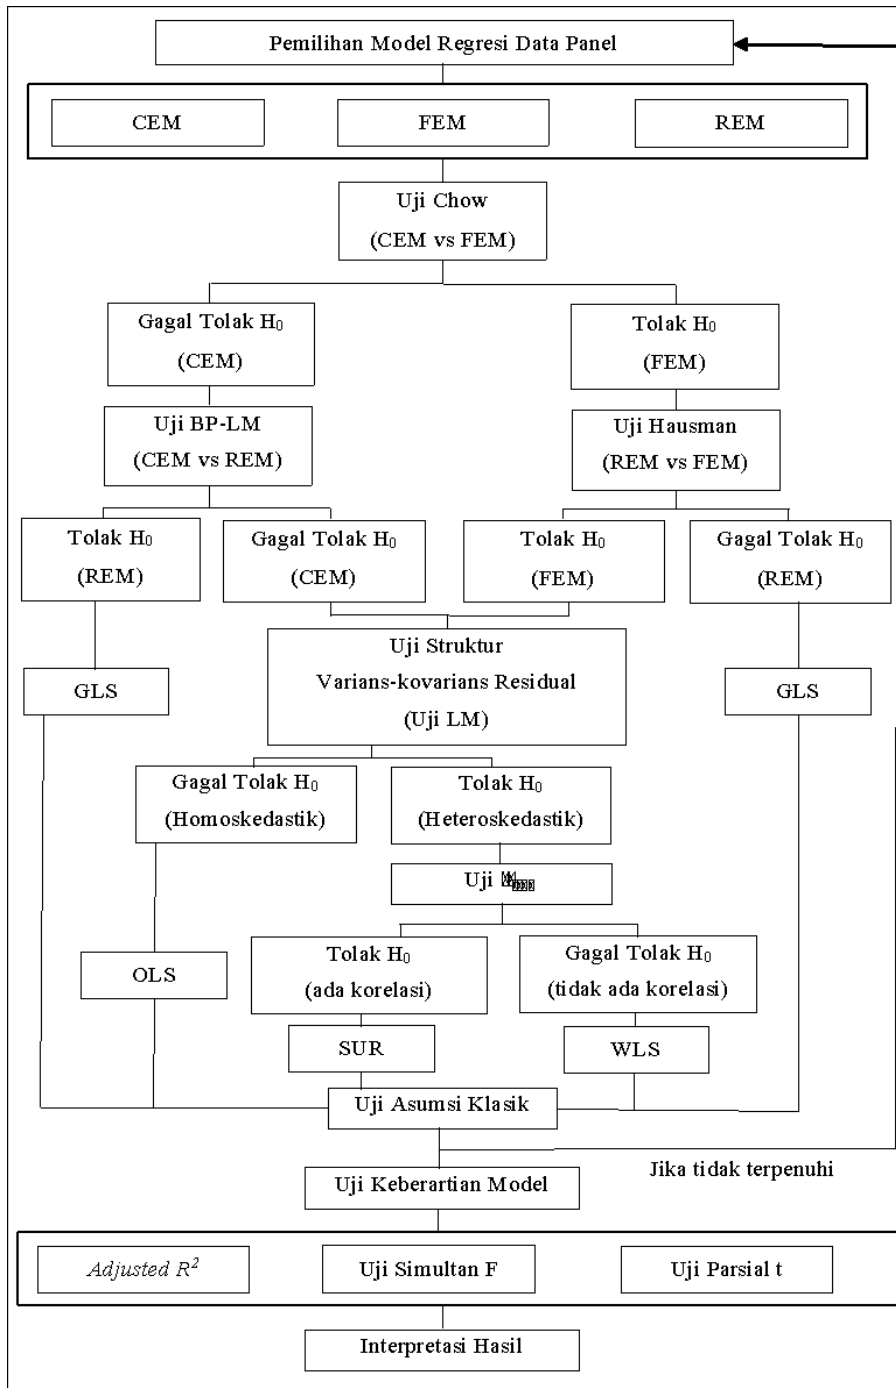 Pemilihan Model Regresi Data Panel
CEM
FEM
REM
Uji Chow
(CEM vs FEM)
Gagal Tolak H₀
(CEM)
Tolak H₀
(FEM)
Uji BP-LM
(CEM vs REM)
Uji Hausman
(REM vs FEM)
Tolak H₀
(REM)
Gagal Tolak H₀
(CEM)
Tolak H₀
(FEM)
Gagal Tolak H₀
(REM)
GLS
Uji Struktur
Varians-kovarians Residual
(Uji LM)
GLS
Gagal Tolak H₀
(Homoskedastik)
Tolak H₀
(Heteroskedastik)
Uji
Tolak H₀
(ada korelasi)
Gagal Tolak H₀
(tidak ada korelasi)
OLS
SUR
WLS
Uji Asumsi Klasik
Jika tidak terpenuhi
Uji Keberartian Model
Adjusted R²
Uji Simultan F
Uji Parsial t
Interpretasi Hasil